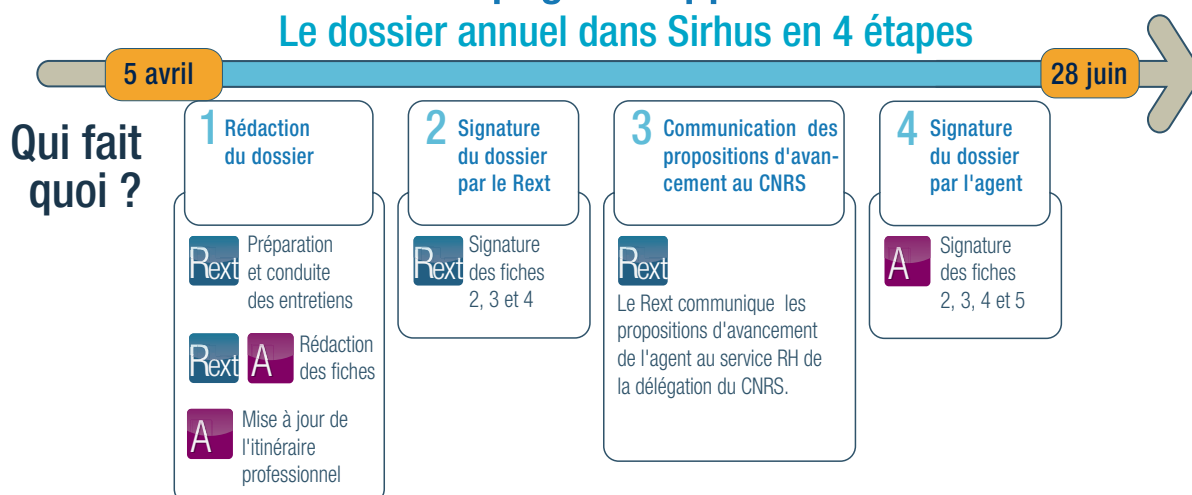 Le dossier annuel dans Sirhus en 4 étapes
5 avril
28 juin
Qui fait
quoi ?
1 Rédaction
du dossier
Rext Préparation
et conduite
des entretiens
Rext A Rédaction
des fiches
A Mise à jour de
l'itinéraire
professionnel
2 Signature
du dossier
par le Rext
Rext Signature
des fiches
2, 3 et 4
3 Communication des
propositions d'avan-
cement au CNRS
Rext
Le Rext communique les
propositions d'avancement
de l'agent au service RH de
la délégation du CNRS.
4 Signature
du dossier
par l'agent
A Signature
des fiches
2, 3, 4 et 5